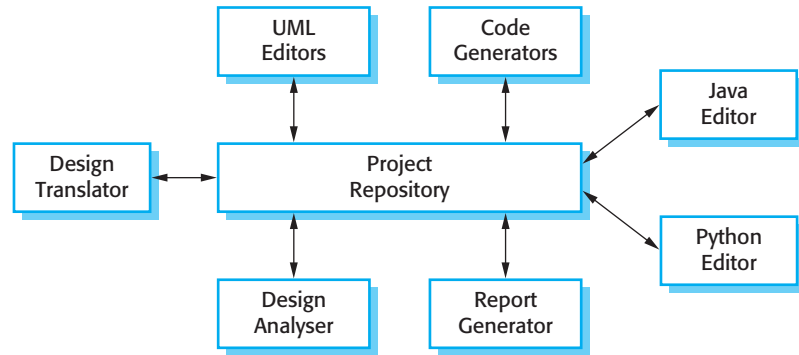 UML
Editors
Code
Generators
Java
Editor
Design
Translator
Project
Repository
Python
Editor
Design
Analyser
Report
Generator